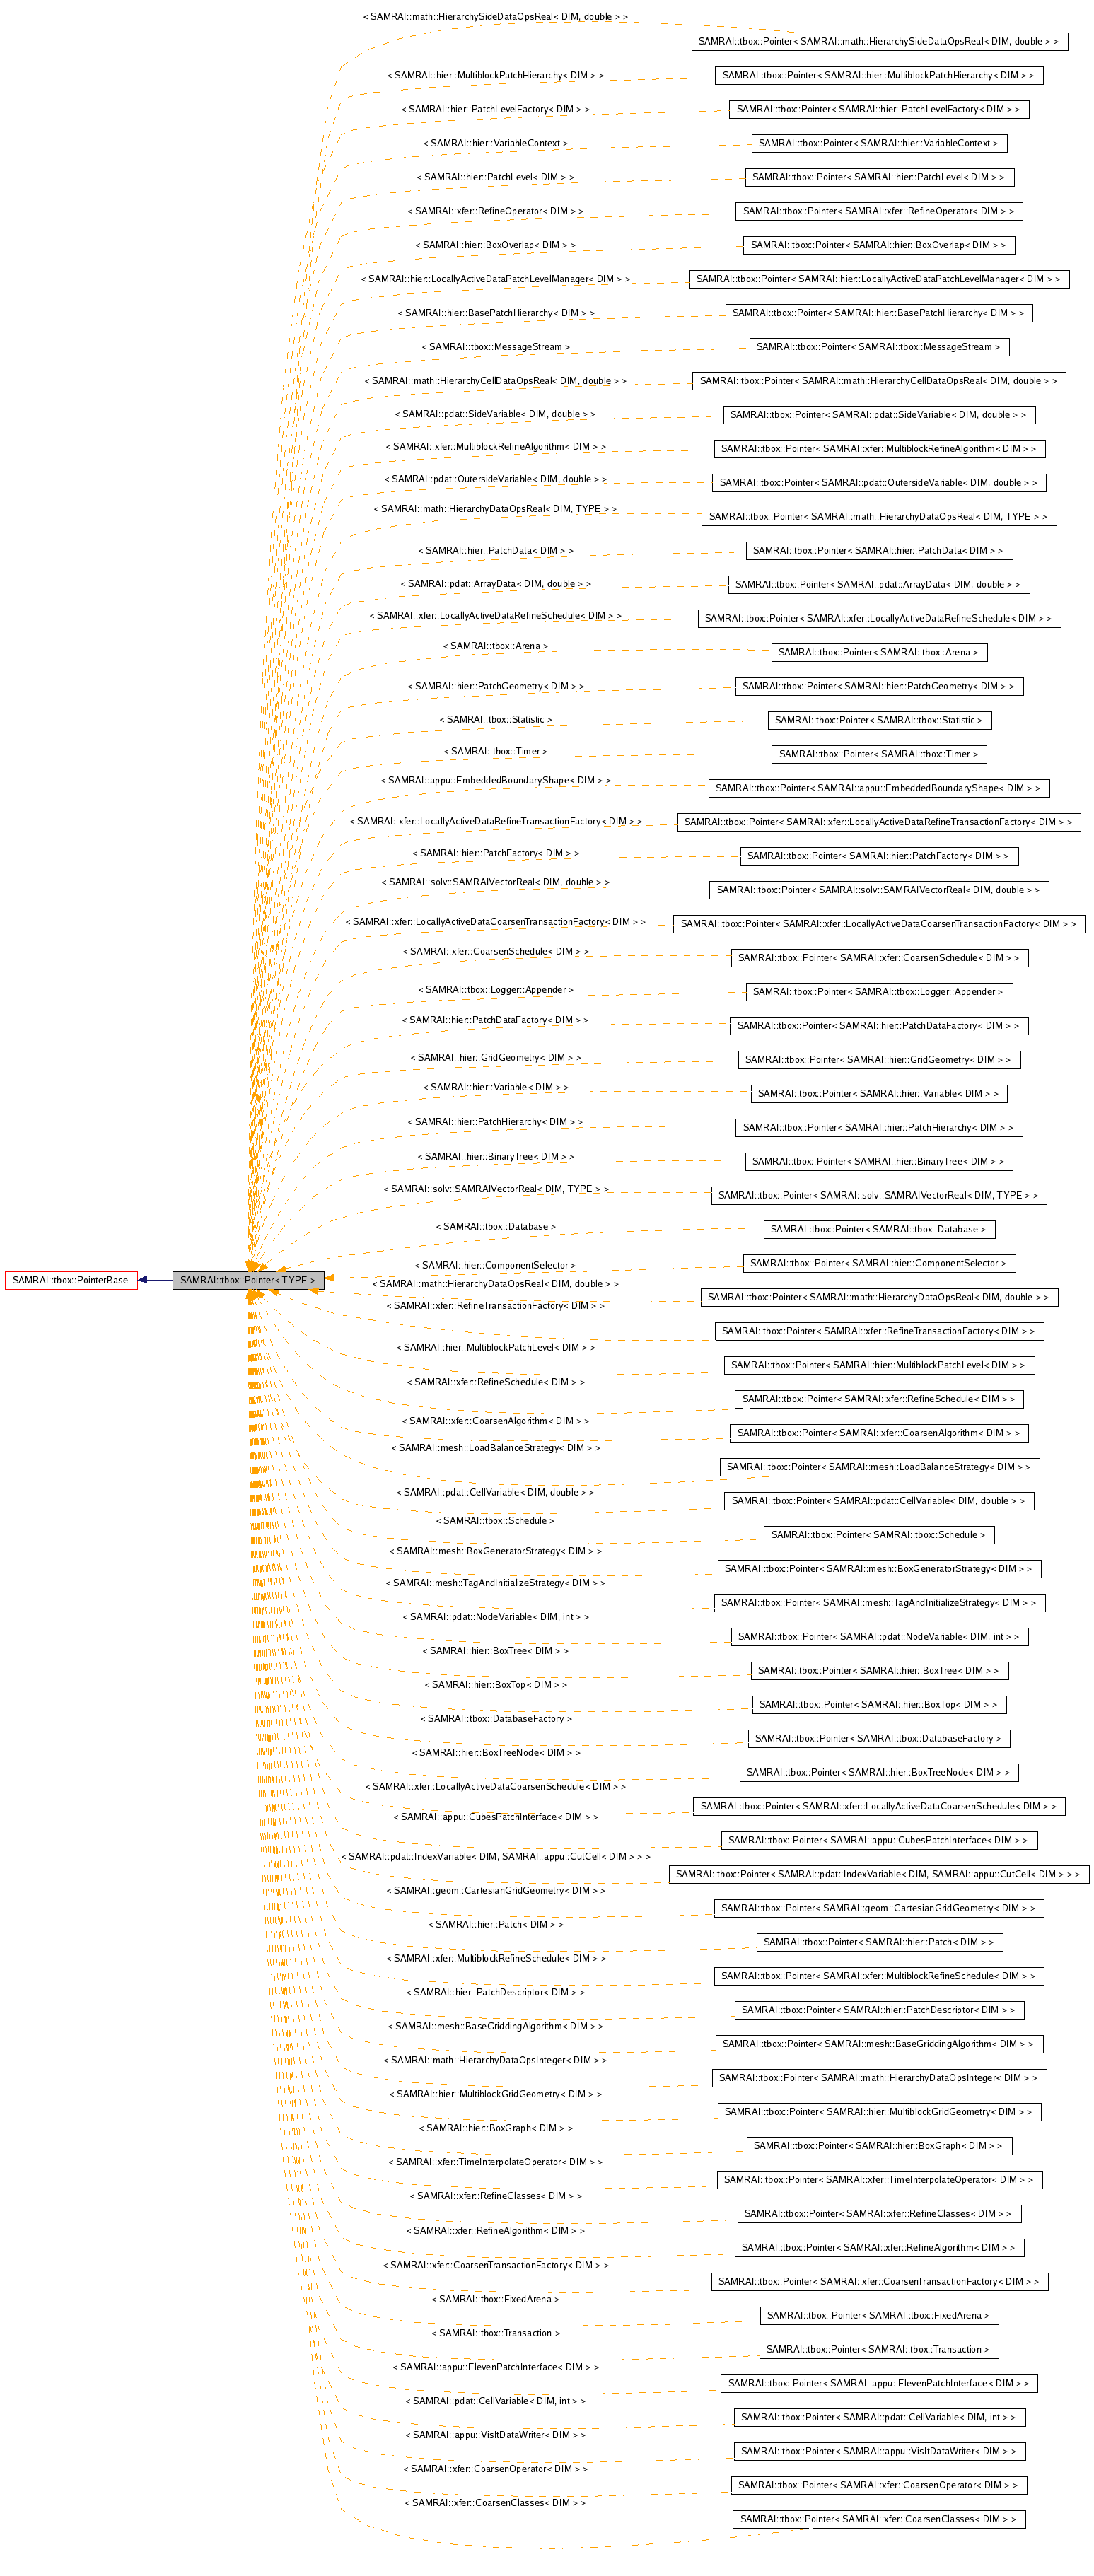 < SAMRAI::math::HierarchySideDataOpsReal< DIM, double > >
SAMRAI::tbox::Pointer< SAMRAI::math::HierarchySideDataOpsReal< DIM, double > >
< SAMRAI::hier::MultiblockPatchHierarchy< DIM > >
SAMRAI::tbox::Pointer< SAMRAI::hier::MultiblockPatchHierarchy< DIM > >
< SAMRAI::hier::PatchLevelFactory< DIM > >
SAMRAI::tbox::Pointer< SAMRAI::hier::PatchLevelFactory< DIM > >
< SAMRAI::hier::VariableContext >
SAMRAI::tbox::Pointer< SAMRAI::hier::VariableContext >
< SAMRAI::hier::PatchLevel< DIM > >
SAMRAI::tbox::Pointer< SAMRAI::hier::PatchLevel< DIM > >
< SAMRAI::xfer::RefineOperator< DIM > >
SAMRAI::tbox::Pointer< SAMRAI::xfer::RefineOperator< DIM > >
< SAMRAI::hier::BoxOverlap< DIM > >
SAMRAI::tbox::Pointer< SAMRAI::hier::BoxOverlap< DIM > >
< SAMRAI::hier::LocallyActiveDataPatchLevelManager< DIM > >
SAMRAI::tbox::Pointer< SAMRAI::hier::LocallyActiveDataPatchLevelManager< DIM > >
< SAMRAI::hier::BasePatchHierarchy< DIM > >
SAMRAI::tbox::Pointer< SAMRAI::hier::BasePatchHierarchy< DIM > >
< SAMRAI::tbox::MessageStream >
SAMRAI::tbox::Pointer< SAMRAI::tbox::MessageStream >
< SAMRAI::math::HierarchyCellDataOpsReal< DIM, double > >
SAMRAI::tbox::Pointer< SAMRAI::math::HierarchyCellDataOpsReal< DIM, double > >
< SAMRAI::pdat::SideVariable< DIM, double > >
SAMRAI::tbox::Pointer< SAMRAI::pdat::SideVariable< DIM, double > >
< SAMRAI::xfer::MultiblockRefineAlgorithm< DIM > >
SAMRAI::tbox::Pointer< SAMRAI::xfer::MultiblockRefineAlgorithm< DIM > >
< SAMRAI::pdat::OutersideVariable< DIM, double > >
SAMRAI::tbox::Pointer< SAMRAI::pdat::OutersideVariable< DIM, double > >
< SAMRAI::math::HierarchyDataOpsReal< DIM, TYPE > >
SAMRAI::tbox::Pointer< SAMRAI::math::HierarchyDataOpsReal< DIM, TYPE > >
< SAMRAI::hier::PatchData< DIM > >
SAMRAI::tbox::Pointer< SAMRAI::hier::PatchData< DIM > >
< SAMRAI::pdat::ArrayData< DIM, double > >
SAMRAI::tbox::Pointer< SAMRAI::pdat::ArrayData< DIM, double > >
< SAMRAI::xfer::LocallyActiveDataRefineSchedule< DIM > >
SAMRAI::tbox::Pointer< SAMRAI::xfer::LocallyActiveDataRefineSchedule< DIM > >
< SAMRAI::tbox::Arena >
SAMRAI::tbox::Pointer< SAMRAI::tbox::Arena >
< SAMRAI::hier::PatchGeometry< DIM > >
SAMRAI::tbox::Pointer< SAMRAI::hier::PatchGeometry< DIM > >
< SAMRAI::tbox::Statistic >
SAMRAI::tbox::Pointer< SAMRAI::tbox::Statistic >
< SAMRAI::tbox::Timer >
SAMRAI::tbox::Pointer< SAMRAI::tbox::Timer >
< SAMRAI::appu::EmbeddedBoundaryShape< DIM > >
SAMRAI::tbox::Pointer< SAMRAI::appu::EmbeddedBoundaryShape< DIM > >
< SAMRAI::xfer::LocallyActiveDataRefineTransactionFactory< DIM > >
SAMRAI::tbox::Pointer< SAMRAI::xfer::LocallyActiveDataRefineTransactionFactory< DIM > >
< SAMRAI::hier::PatchFactory< DIM > >
SAMRAI::tbox::Pointer< SAMRAI::hier::PatchFactory< DIM > >
< SAMRAI::solv::SAMRAIVectorReal< DIM, double > >
SAMRAI::tbox::Pointer< SAMRAI::solv::SAMRAIVectorReal< DIM, double > >
< SAMRAI::xfer::LocallyActiveDataCoarsenTransactionFactory< DIM > >
SAMRAI::tbox::Pointer< SAMRAI::xfer::LocallyActiveDataCoarsenTransactionFactory< DIM > >
< SAMRAI::xfer::CoarsenSchedule< DIM > >
SAMRAI::tbox::Pointer< SAMRAI::xfer::CoarsenSchedule< DIM > >
< SAMRAI::tbox::Logger::Appender >
SAMRAI::tbox::Pointer< SAMRAI::tbox::Logger::Appender >
< SAMRAI::hier::PatchDataFactory< DIM > >
SAMRAI::tbox::Pointer< SAMRAI::hier::PatchDataFactory< DIM > >
< SAMRAI::hier::GridGeometry< DIM > >
SAMRAI::tbox::Pointer< SAMRAI::hier::GridGeometry< DIM > >
< SAMRAI::hier::Variable< DIM > >
SAMRAI::tbox::Pointer< SAMRAI::hier::Variable< DIM > >
< SAMRAI::hier::PatchHierarchy< DIM > >
SAMRAI::tbox::Pointer< SAMRAI::hier::PatchHierarchy< DIM > >
< SAMRAI::hier::BinaryTree< DIM > >
SAMRAI::tbox::Pointer< SAMRAI::hier::BinaryTree< DIM > >
< SAMRAI::solv::SAMRAIVectorReal< DIM, TYPE > >
SAMRAI::tbox::Pointer< SAMRAI::solv::SAMRAIVectorReal< DIM, TYPE > >
< SAMRAI::tbox::Database >
SAMRAI::tbox::Pointer< SAMRAI::tbox::Database >
< SAMRAI::hier::ComponentSelector >
SAMRAI::tbox::Pointer< SAMRAI::hier::ComponentSelector >
SAMRAI::tbox::PointerBase
SAMRAI::tbox::Pointer< TYPE >
< SAMRAI::math::HierarchyDataOpsReal< DIM, double > >
SAMRAI::tbox::Pointer< SAMRAI::math::HierarchyDataOpsReal< DIM, double > >
< SAMRAI::xfer::RefineTransactionFactory< DIM > >
SAMRAI::tbox::Pointer< SAMRAI::xfer::RefineTransactionFactory< DIM > >
< SAMRAI::hier::MultiblockPatchLevel< DIM > >
SAMRAI::tbox::Pointer< SAMRAI::hier::MultiblockPatchLevel< DIM > >
< SAMRAI::xfer::RefineSchedule< DIM > >
SAMRAI::tbox::Pointer< SAMRAI::xfer::RefineSchedule< DIM > >
< SAMRAI::xfer::CoarsenAlgorithm< DIM > >
SAMRAI::tbox::Pointer< SAMRAI::xfer::CoarsenAlgorithm< DIM > >
< SAMRAI::mesh::LoadBalanceStrategy< DIM > >
SAMRAI::tbox::Pointer< SAMRAI::mesh::LoadBalanceStrategy< DIM > >
< SAMRAI::pdat::CellVariable< DIM, double > >
SAMRAI::tbox::Pointer< SAMRAI::pdat::CellVariable< DIM, double > >
< SAMRAI::tbox::Schedule >
SAMRAI::tbox::Pointer< SAMRAI::tbox::Schedule >
< SAMRAI::mesh::BoxGeneratorStrategy< DIM > >
SAMRAI::tbox::Pointer< SAMRAI::mesh::BoxGeneratorStrategy< DIM > >
< SAMRAI::mesh::TagAndInitializeStrategy< DIM > >
SAMRAI::tbox::Pointer< SAMRAI::mesh::TagAndInitializeStrategy< DIM > >
< SAMRAI::pdat::NodeVariable< DIM, int > >
SAMRAI::tbox::Pointer< SAMRAI::pdat::NodeVariable< DIM, int > >
< SAMRAI::hier::BoxTree< DIM > >
SAMRAI::tbox::Pointer< SAMRAI::hier::BoxTree< DIM > >
< SAMRAI::hier::BoxTop< DIM > >
SAMRAI::tbox::Pointer< SAMRAI::hier::BoxTop< DIM > >
< SAMRAI::tbox::DatabaseFactory >
SAMRAI::tbox::Pointer< SAMRAI::tbox::DatabaseFactory >
< SAMRAI::hier::BoxTreeNode< DIM > >
SAMRAI::tbox::Pointer< SAMRAI::hier::BoxTreeNode< DIM > >
< SAMRAI::xfer::LocallyActiveDataCoarsenSchedule< DIM > >
SAMRAI::tbox::Pointer< SAMRAI::xfer::LocallyActiveDataCoarsenSchedule< DIM > >
< SAMRAI::appu::CubesPatchInterface< DIM > >
SAMRAI::tbox::Pointer< SAMRAI::appu::CubesPatchInterface< DIM > >
< SAMRAI::pdat::IndexVariable< DIM, SAMRAI::appu::CutCell< DIM > > >
SAMRAI::tbox::Pointer< SAMRAI::pdat::IndexVariable< DIM, SAMRAI::appu::CutCell< DIM > > >
< SAMRAI::geom::CartesianGridGeometry< DIM > >
SAMRAI::tbox::Pointer< SAMRAI::geom::CartesianGridGeometry< DIM > >
< SAMRAI::hier::Patch< DIM > >
SAMRAI::tbox::Pointer< SAMRAI::hier::Patch< DIM > >
< SAMRAI::xfer::MultiblockRefineSchedule< DIM > >
SAMRAI::tbox::Pointer< SAMRAI::xfer::MultiblockRefineSchedule< DIM > >
< SAMRAI::hier::PatchDescriptor< DIM > >
SAMRAI::tbox::Pointer< SAMRAI::hier::PatchDescriptor< DIM > >
< SAMRAI::mesh::BaseGriddingAlgorithm< DIM > >
SAMRAI::tbox::Pointer< SAMRAI::mesh::BaseGriddingAlgorithm< DIM > >
< SAMRAI::math::HierarchyDataOpsInteger< DIM > >
SAMRAI::tbox::Pointer< SAMRAI::math::HierarchyDataOpsInteger< DIM > >
< SAMRAI::hier::MultiblockGridGeometry< DIM > >
SAMRAI::tbox::Pointer< SAMRAI::hier::MultiblockGridGeometry< DIM > >
< SAMRAI::hier::BoxGraph< DIM > >
SAMRAI::tbox::Pointer< SAMRAI::hier::BoxGraph< DIM > >
< SAMRAI::xfer::TimeInterpolateOperator< DIM > >
SAMRAI::tbox::Pointer< SAMRAI::xfer::TimeInterpolateOperator< DIM > >
< SAMRAI::xfer::RefineClasses< DIM > >
SAMRAI::tbox::Pointer< SAMRAI::xfer::RefineClasses< DIM > >
< SAMRAI::xfer::RefineAlgorithm< DIM > >
SAMRAI::tbox::Pointer< SAMRAI::xfer::RefineAlgorithm< DIM > >
< SAMRAI::xfer::CoarsenTransactionFactory< DIM > >
SAMRAI::tbox::Pointer< SAMRAI::xfer::CoarsenTransactionFactory< DIM > >
< SAMRAI::tbox::FixedArena >
SAMRAI::tbox::Pointer< SAMRAI::tbox::FixedArena >
< SAMRAI::tbox::Transaction >
SAMRAI::tbox::Pointer< SAMRAI::tbox::Transaction >
< SAMRAI::appu::ElevenPatchInterface< DIM > >
SAMRAI::tbox::Pointer< SAMRAI::appu::ElevenPatchInterface< DIM > >
< SAMRAI::pdat::CellVariable< DIM, int > >
SAMRAI::tbox::Pointer< SAMRAI::pdat::CellVariable< DIM, int > >
< SAMRAI::appu::VisItDataWriter< DIM > >
SAMRAI::tbox::Pointer< SAMRAI::appu::VisItDataWriter< DIM > >
< SAMRAI::xfer::CoarsenOperator< DIM > >
SAMRAI::tbox::Pointer< SAMRAI::xfer::CoarsenOperator< DIM > >
< SAMRAI::xfer::CoarsenClasses< DIM > >
SAMRAI::tbox::Pointer< SAMRAI::xfer::CoarsenClasses< DIM > >